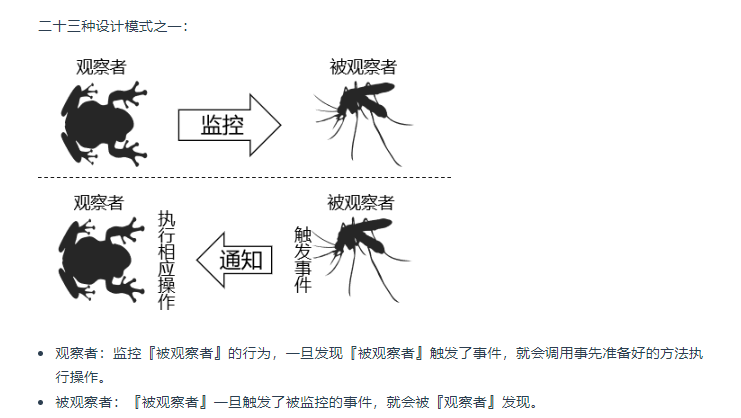 二十三种设计模式之一：
观察者 被观察者
监控
观察者 被观察者
执行相应操作 通知 触发事件
• 观察者：监控『被观察者』的行为，一旦发现『被观察者』触发了事件，就会调用事先准备好的方法执
行操作。
• 被观察者：『被观察者』一旦触发了被监控的事件，就会被『观察者』发现。